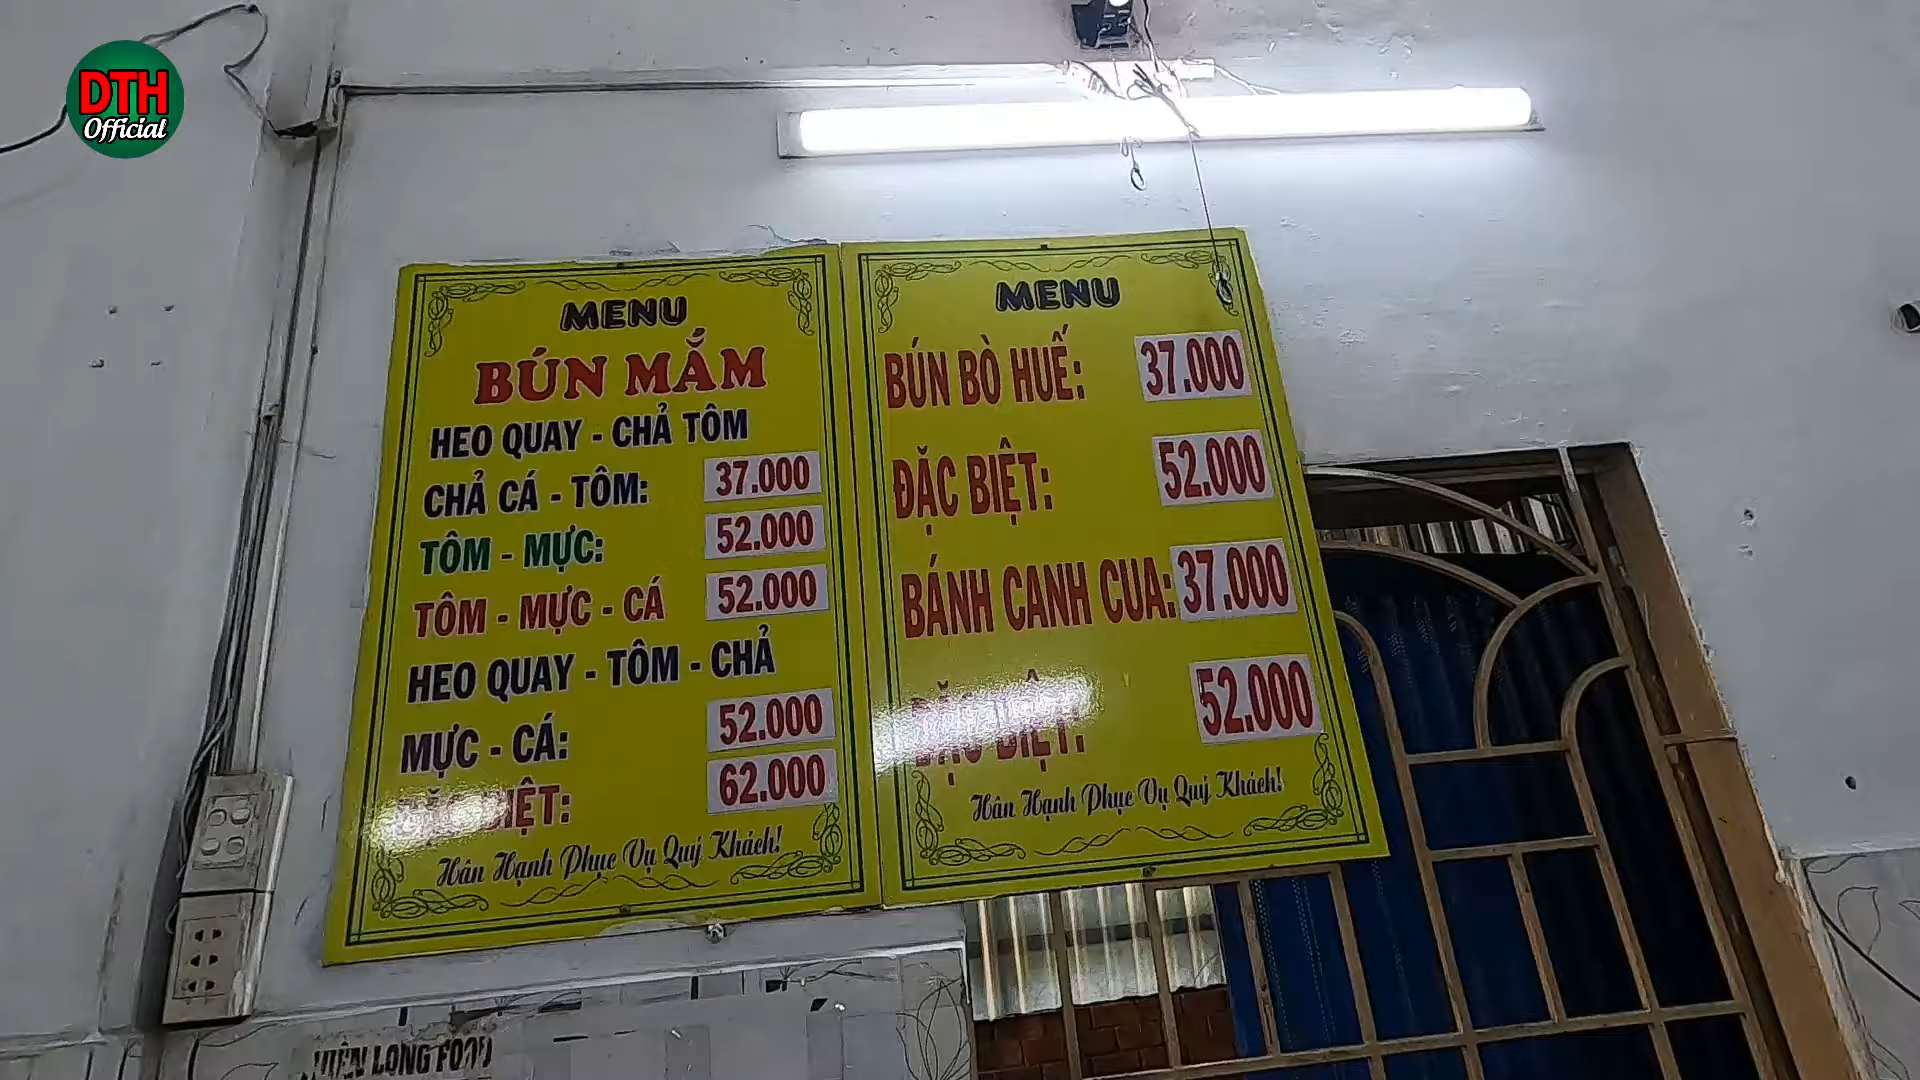 DTH
Official
MENU
BÚN MẮM
HEO QUAY - CHẢ TÔM
CHẢ CÁ - TÔM: 37.000
TÔM - MỰC: 52.000
TÔM - MỰC - CÁ 52.000
HEO QUAY - TÔM - CHẢ
MỰC - CÁ: 52.000
ĐẶC BIỆT: 62.000
Hân Hạnh Phục Vụ Quý Khách!
MENU
BÚN BÒ HUẾ: 37.000
ĐẶC BIỆT: 52.000
BÁNH CANH CUA: 37.000
ĐẶC BIỆT: 52.000
Hân Hạnh Phục Vụ Quý Khách!
LONG FOOD